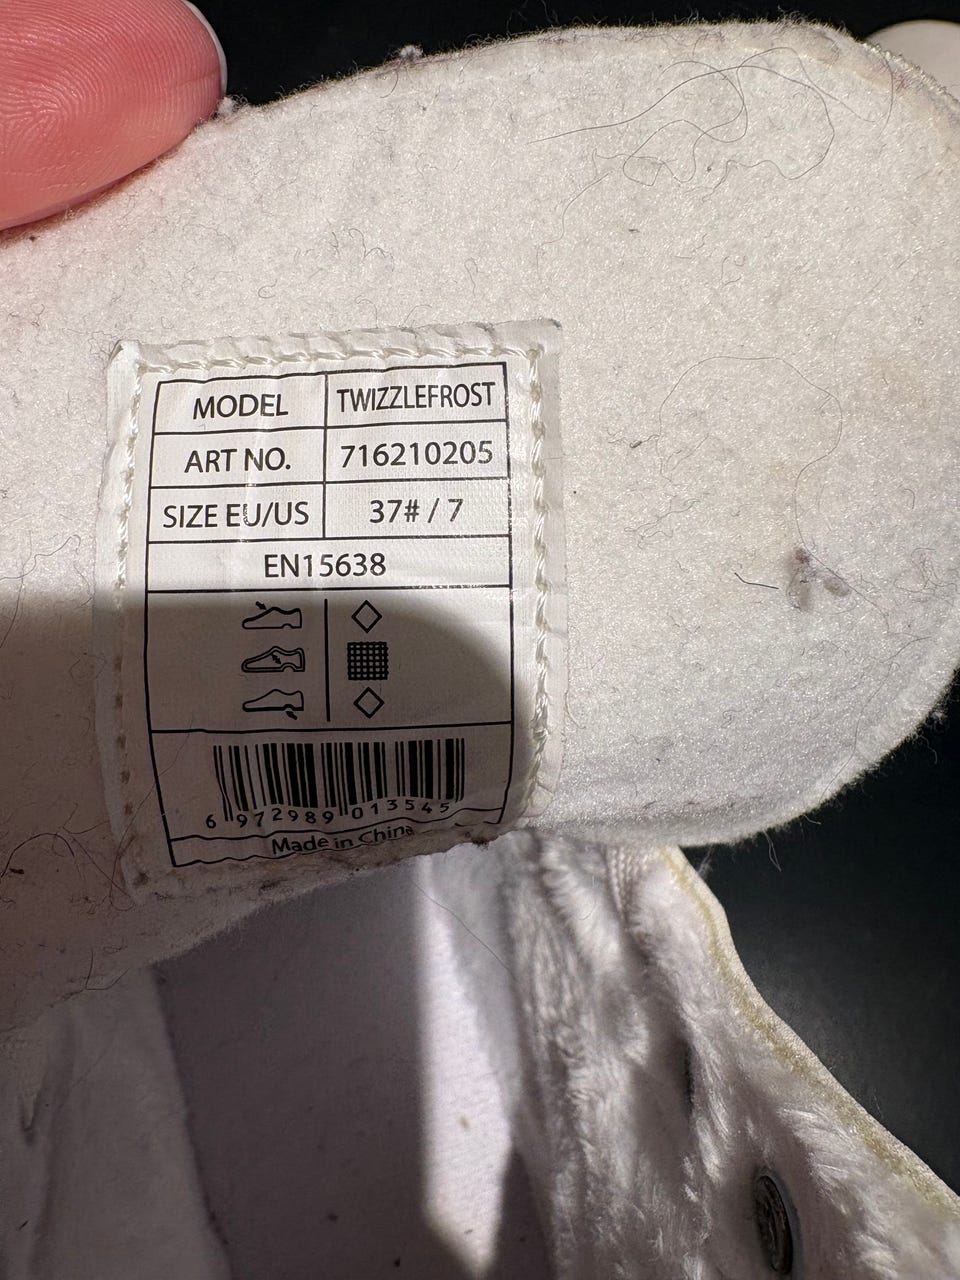 MODEL TWIZZLEFROST
ART NO. 716210205
SIZE EU/US 37# / 7
EN15638
6 972989 013545
Made in China